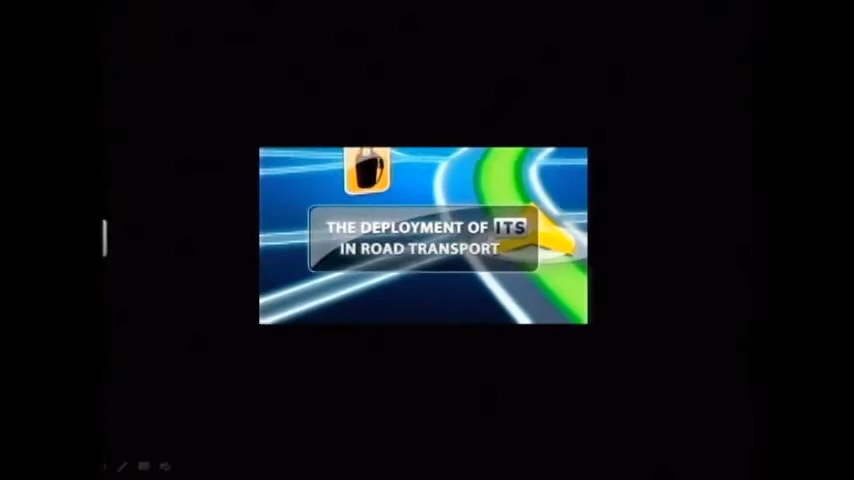 THE DEPLOYMENT OF ITS
IN ROAD TRANSPORT